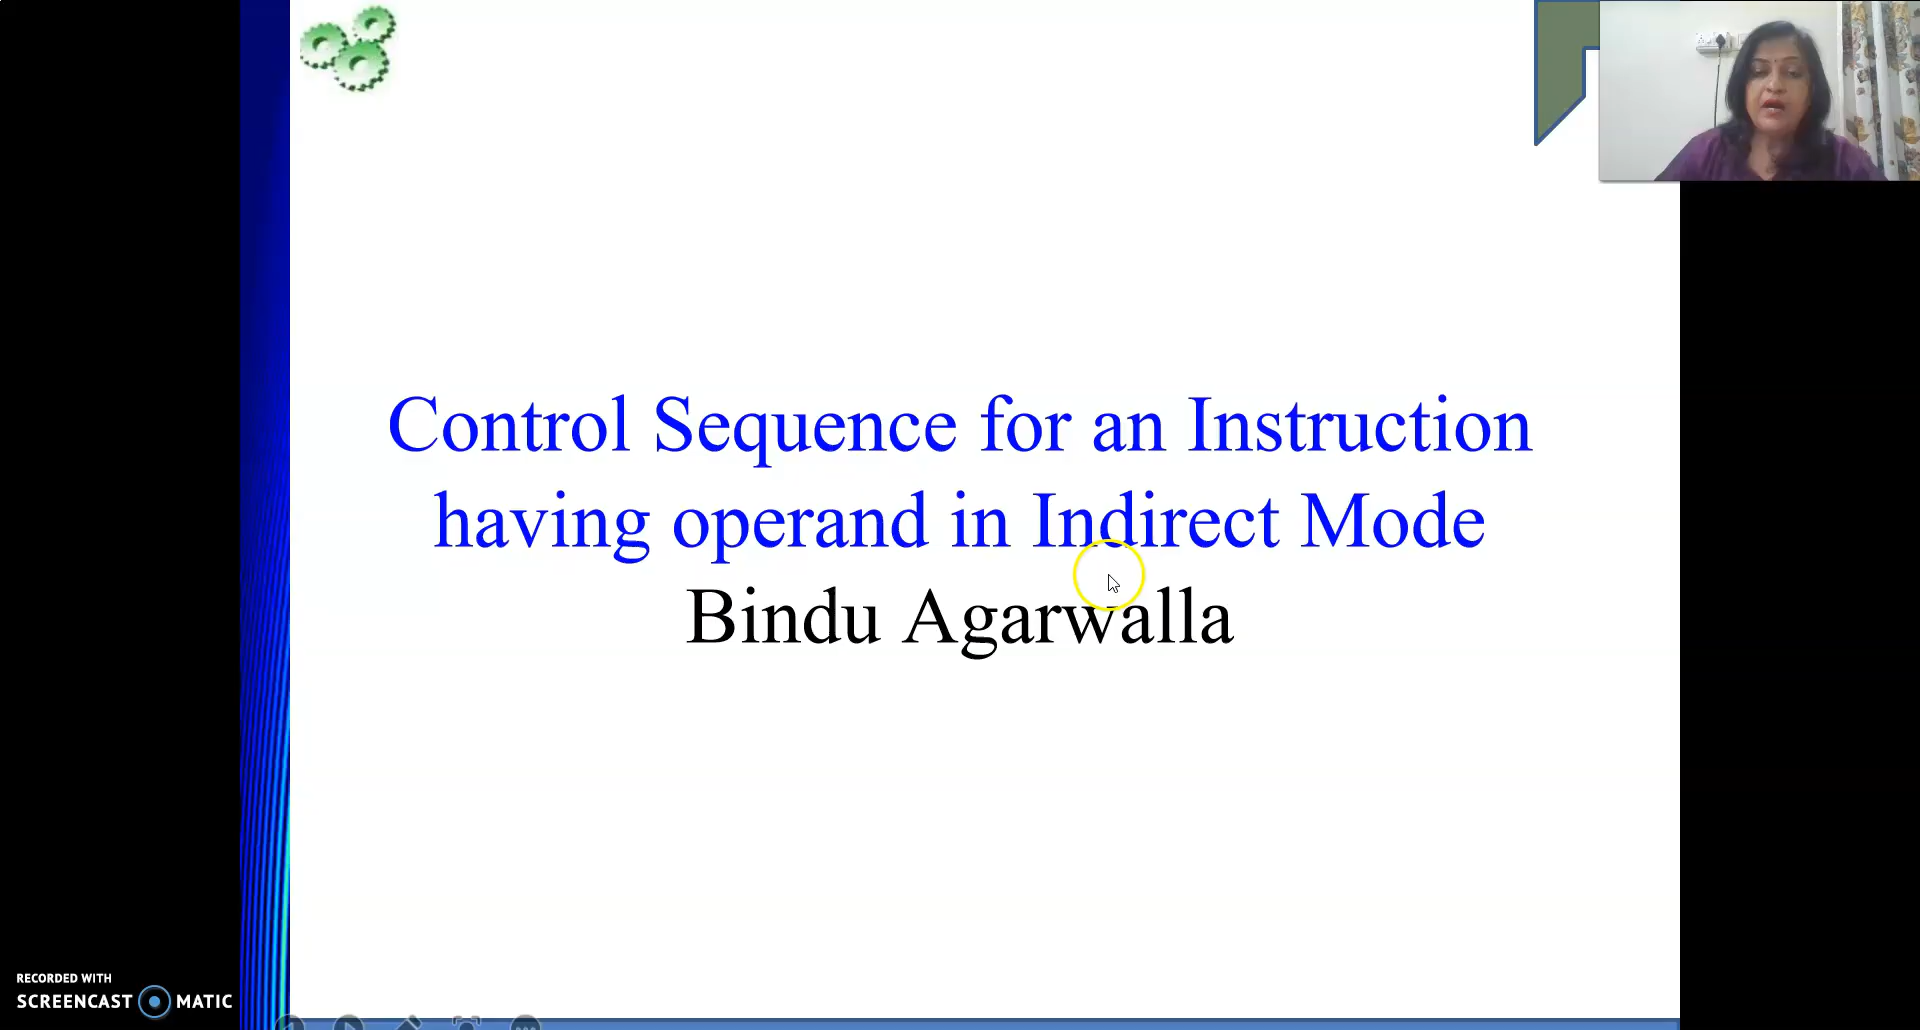 Control Sequence for an Instruction
having operand in Indirect Mode
Bindu Agarwalla
RECORDED WITH
SCREENCAST MATIC